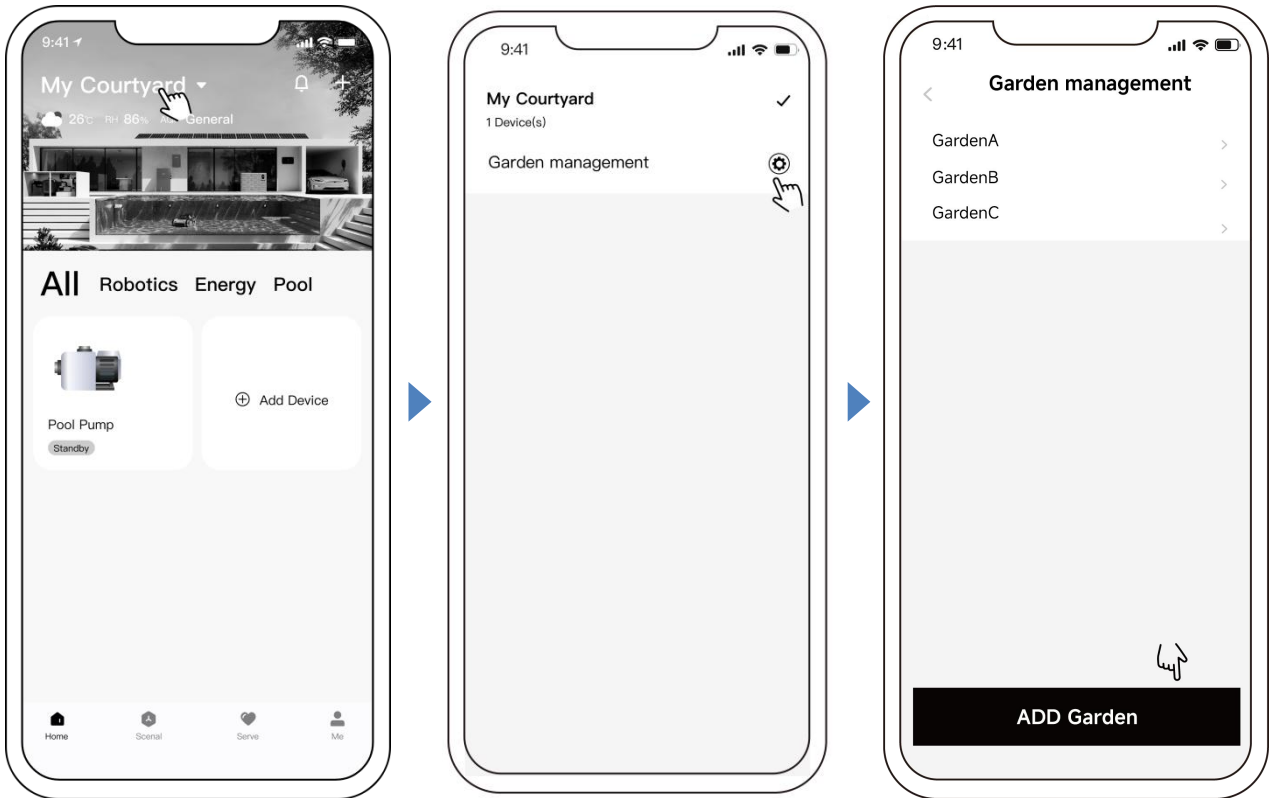 9:41
My Courtyard
26℃ RH 86% AQI General
All Robotics Energy Pool
Pool Pump
Standby
Add Device
Home Scenal Serve Me
9:41
My Courtyard
1 Device(s)
Garden management
9:41
Garden management
GardenA
GardenB
GardenC
ADD Garden